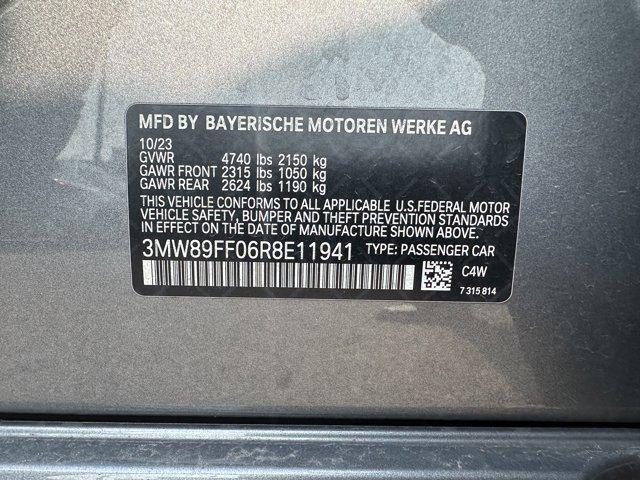 MFD BY BAYERISCHE MOTOREN WERKE AG
10/23
GVWR 4740 lbs 2150 kg
GAWR FRONT 2315 lbs 1050 kg
GAWR REAR 2624 lbs 1190 kg
THIS VEHICLE CONFORMS TO ALL APPLICABLE U.S.FEDERAL MOTOR
VEHICLE SAFETY, BUMPER AND THEFT PREVENTION STANDARDS
IN EFFECT ON THE DATE OF MANUFACTURE SHOWN ABOVE.
3MW89FF06R8E11941 TYPE: PASSENGER CAR
C4W
7 315 814